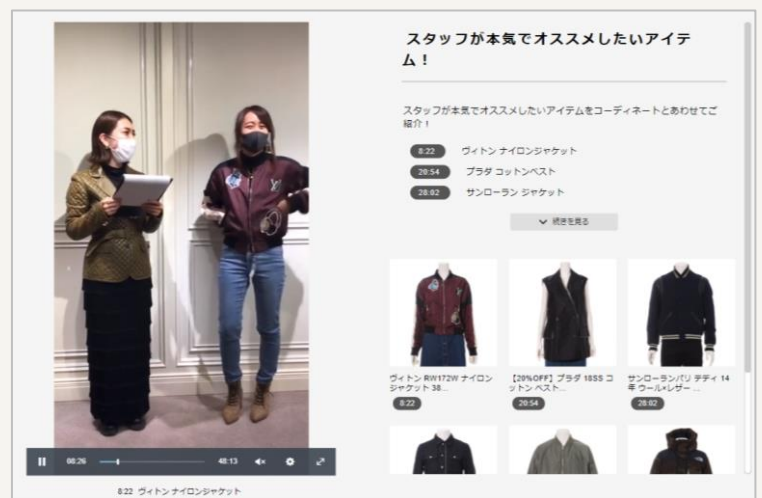 スタッフが本気でオススメしたいアイテ
ム！
スタッフが本気でオススメしたいアイテムをコーディネートとあわせてご
紹介！
8:22 ヴィトン ナイロンジャケット
20:54 プラダ コットンベスト
28:02 サンローラン ジャケット
続きを見る
ヴィトン RW172W ナイロン
ジャケット 38...
8:22
【20%OFF】プラダ 18SS コ
ットン ベスト...
20:54
サンローランパリ テディ 14
年 ウール×レザー ...
28:02
08:26 48:13
8:22 ヴィトン ナイロンジャケット